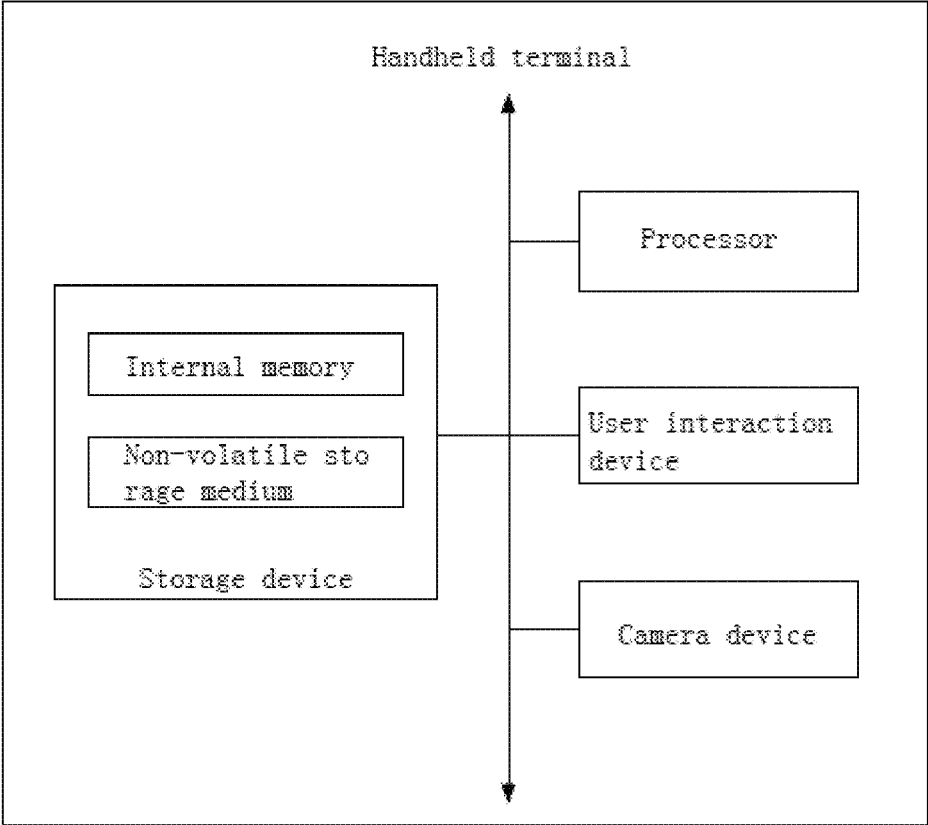 Handheld terminal
Processor
Internal memory
User interaction
device
Non-volatile sto
rage medium
Storage device
Camera device